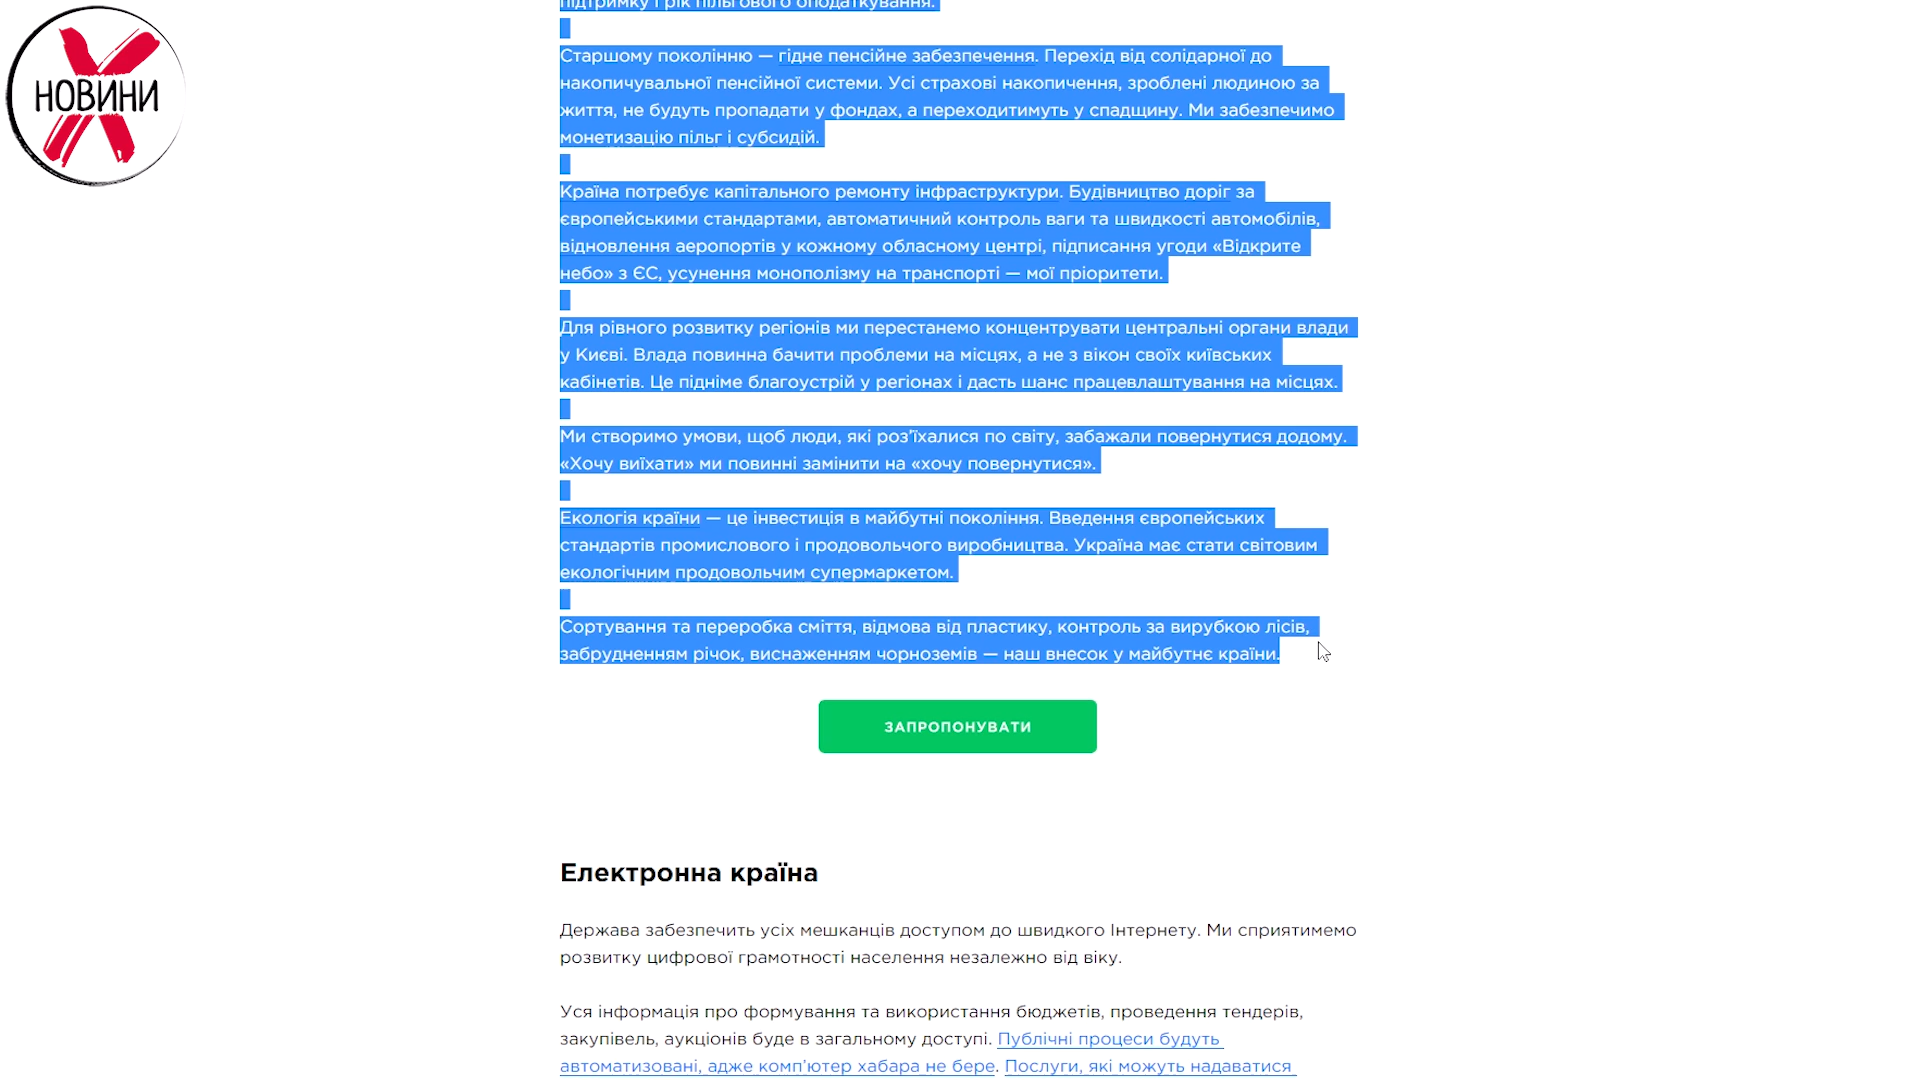 НОВИНИ
підтримку і рік пільгового оподаткування.
Старшому поколінню — гідне пенсійне забезпечення. Перехід від солідарної до
накопичувальної пенсійної системи. Усі страхові накопичення, зроблені людиною за
життя, не будуть пропадати у фондах, а переходитимуть у спадщину. Ми забезпечимо
монетизацію пільг і субсидій.
Країна потребує капітального ремонту інфраструктури. Будівництво доріг за
європейськими стандартами, автоматичний контроль ваги та швидкості автомобілів,
відновлення аеропортів у кожному обласному центрі, підписання угоди «Відкрите
небо» з ЄС, усунення монополізму на транспорті — мої пріоритети.
Для рівного розвитку регіонів ми перестанемо концентрувати центральні органи влади
у Києві. Влада повинна бачити проблеми на місцях, а не з вікон своїх київських
кабінетів. Це підніме благоустрій у регіонах і дасть шанс працевлаштування на місцях.
Ми створимо умови, щоб люди, які роз’їхалися по світу, забажали повернутися додому.
«Хочу виїхати» ми повинні замінити на «хочу повернутися».
Екологія країни — це інвестиція в майбутні покоління. Введення європейських
стандартів промислового і продовольчого виробництва. Україна має стати світовим
екологічним продовольчим супермаркетом.
Сортування та переробка сміття, відмова від пластику, контроль за вирубкою лісів,
забрудненням річок, виснаженням чорноземів — наш внесок у майбутнє країни.
ЗАПРОПОНУВАТИ
Електронна країна
Держава забезпечить усіх мешканців доступом до швидкого Інтернету. Ми сприятимемо
розвитку цифрової грамотності населення незалежно від віку.
Уся інформація про формування та використання бюджетів, проведення тендерів,
закупівель, аукціонів буде в загальному доступі. Публічні процеси будуть
автоматизовані, адже комп’ютер хабара не бере. Послуги, які можуть надаватися